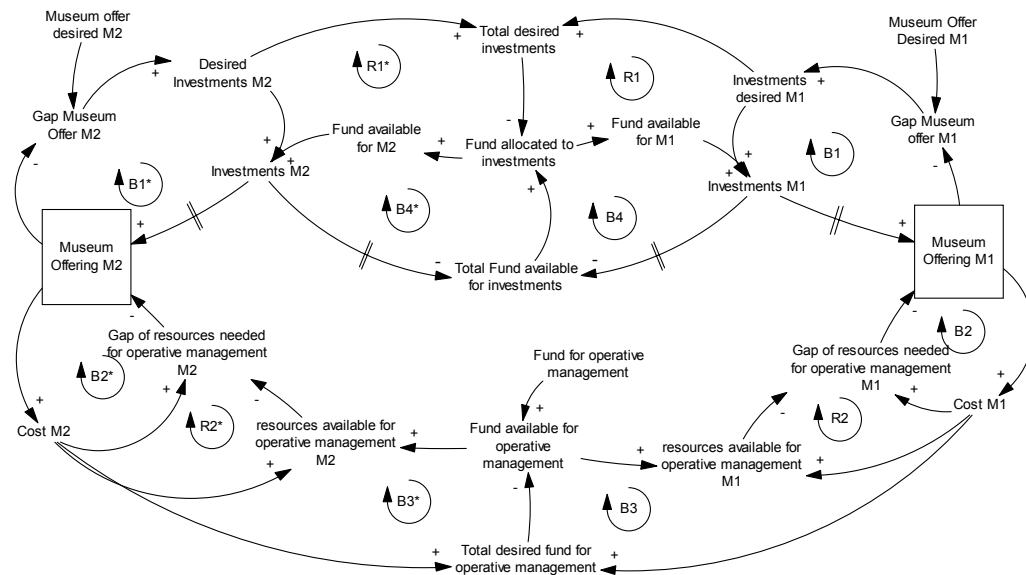 Museum offer
desired M2
Museum Offer
Desired M1
Total desired
investments
R1*
R1
Desired
Investments M2
Investments
desired M1
Gap Museum
Offer M2
Gap Museum
offer M1
Fund available
for M2
Fund allocated to
investments
Fund available
for M1
B1
Investments M2
Investments M1
B1*
B4*
B4
Museum
Offering M2
Museum
Offering M1
Total Fund available
for investments
B2
Gap of resources needed
for operative management
M2
Gap of resources needed
for operative management
M1
Fund for operative
management
B2*
R2*
R2
Cost M2
Cost M1
resources available for
operative management
M2
Fund available for
operative
management
resources available for
operative management
M1
B3*
B3
Total desired fund for
operative management